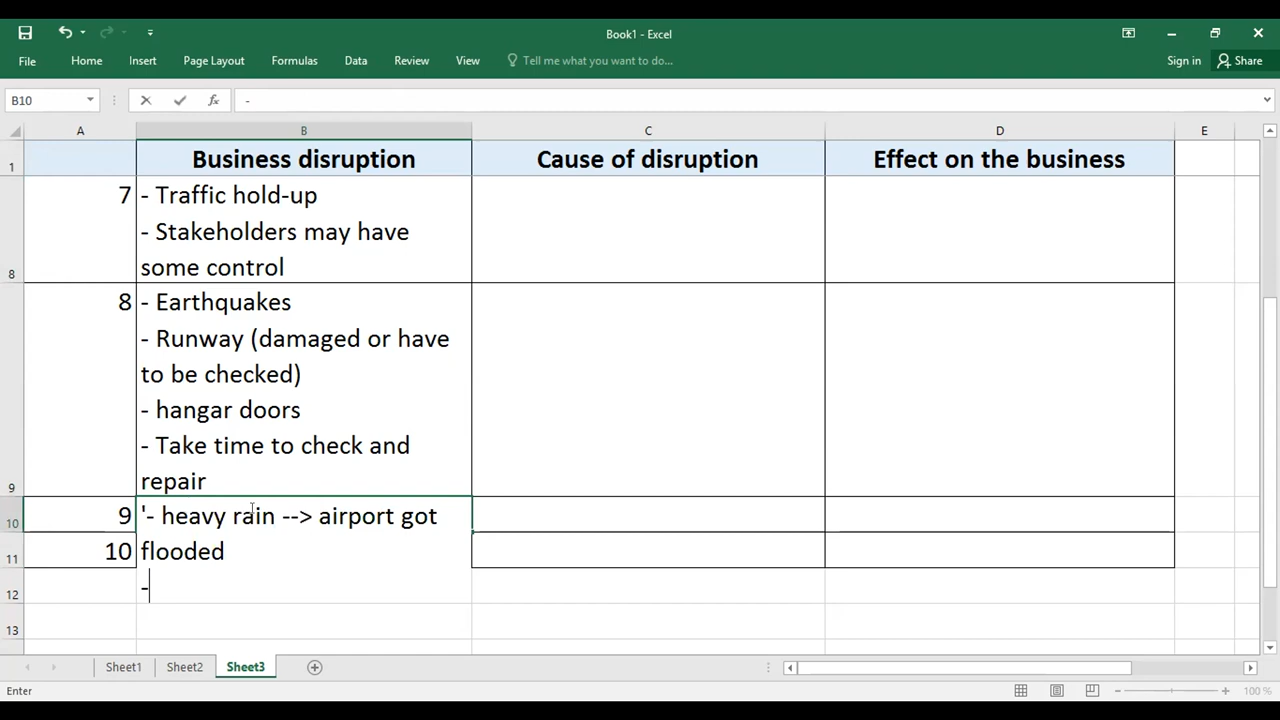 Book1 - Excel
File Home Insert Page Layout Formulas Data Review View Tell me what you want to do... Sign in Share
B10 fx -
A B C D E
1 Business disruption Cause of disruption Effect on the business
7 - Traffic hold-up
- Stakeholders may have
8 some control
8 - Earthquakes
- Runway (damaged or have
to be checked)
- hangar doors
- Take time to check and
9 repair
10 9 '- heavy rain --> airport got
11 10 flooded
12 -
13
Sheet1 Sheet2 Sheet3
Enter 100 %